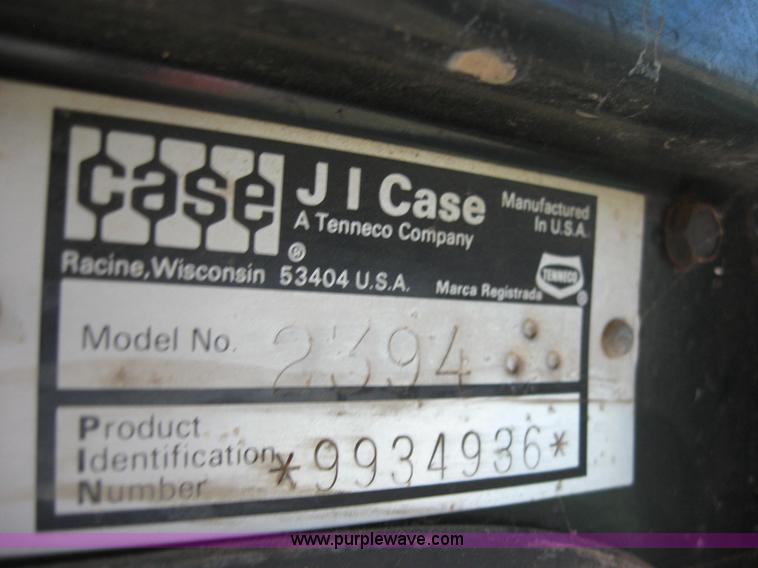 case
J I Case
A Tenneco Company
Manufactured
In U.S.A.
®
Racine, Wisconsin 53404 U.S.A.
Marca Registrada
TENNECO
®
Model No. 2394
Product
Identification
Number
*9934936*
www.purplewave.com